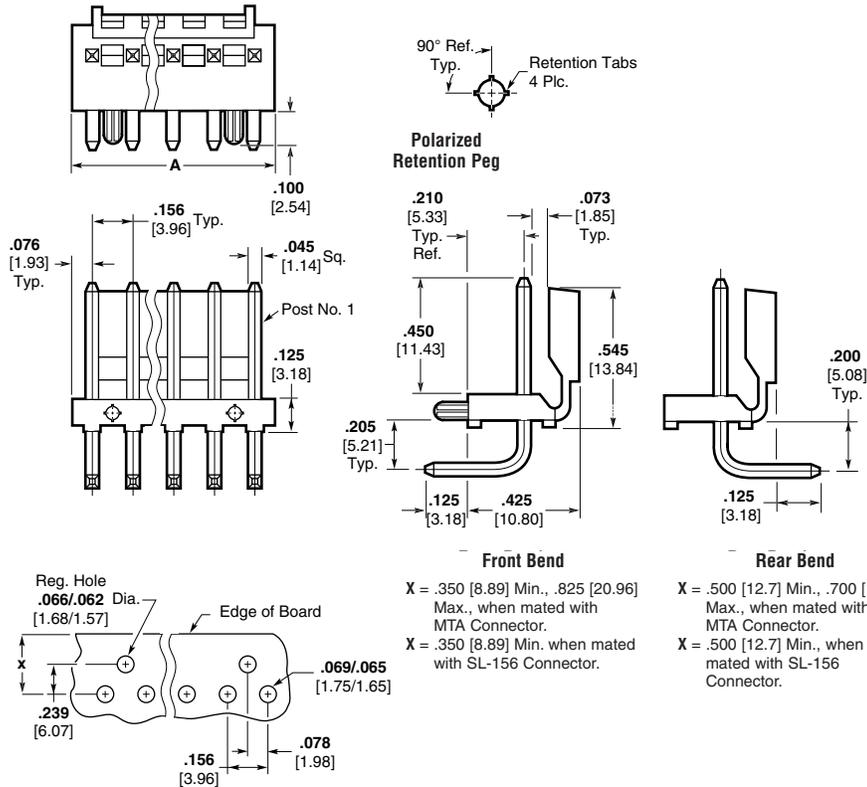 90° Ref.
Typ.
Retention Tabs
4 Plc.
Polarized
Retention Peg
A
.100
[2.54]
.156
[3.96]
Typ.
.076
[1.93]
Typ.
.045
[1.14]
Sq.
Post No. 1
.125
[3.18]
.210
[5.33]
Typ.
Ref.
.073
[1.85]
Typ.
.450
[11.43]
.545
[13.84]
.205
[5.21]
Typ.
.125
[3.18]
.425
[10.80]
.200
[5.08]
Typ.
.125
[3.18]
Front Bend
X = .350 [8.89] Min., .825 [20.96]
Max., when mated with
MTA Connector.
X = .350 [8.89] Min. when mated
with SL-156 Connector.
Rear Bend
X = .500 [12.7] Min., .700 [
Max., when mated with
MTA Connector.
X = .500 [12.7] Min., when
mated with SL-156
Connector.
Reg. Hole
.066/.062 Dia.
[1.68/1.57]
Edge of Board
x
.239
[6.07]
.069/.065
[1.75/1.65]
.156
[3.96]
.078
[1.98]